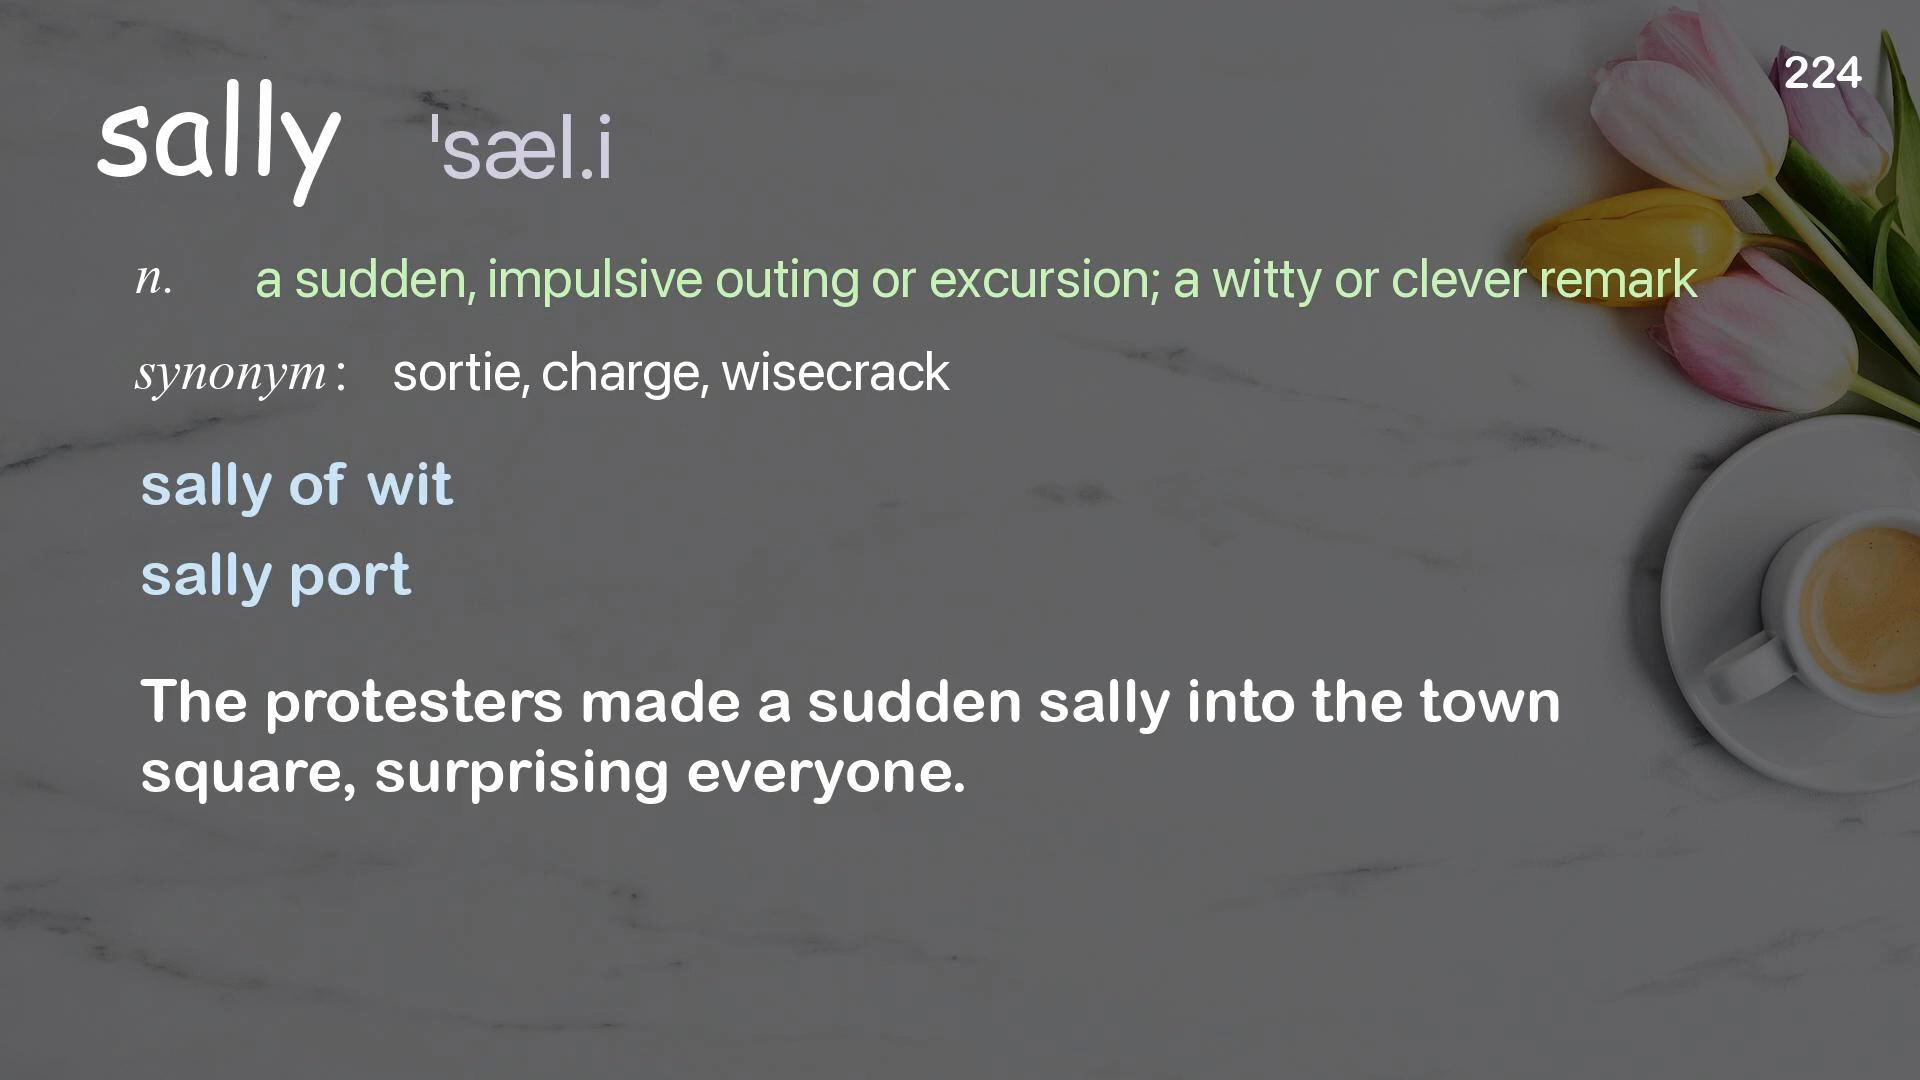 224
sally ˈsæl.i
n. a sudden, impulsive outing or excursion; a witty or clever remark
synonym: sortie, charge, wisecrack
sally of wit
sally port
The protesters made a sudden sally into the town
square, surprising everyone.